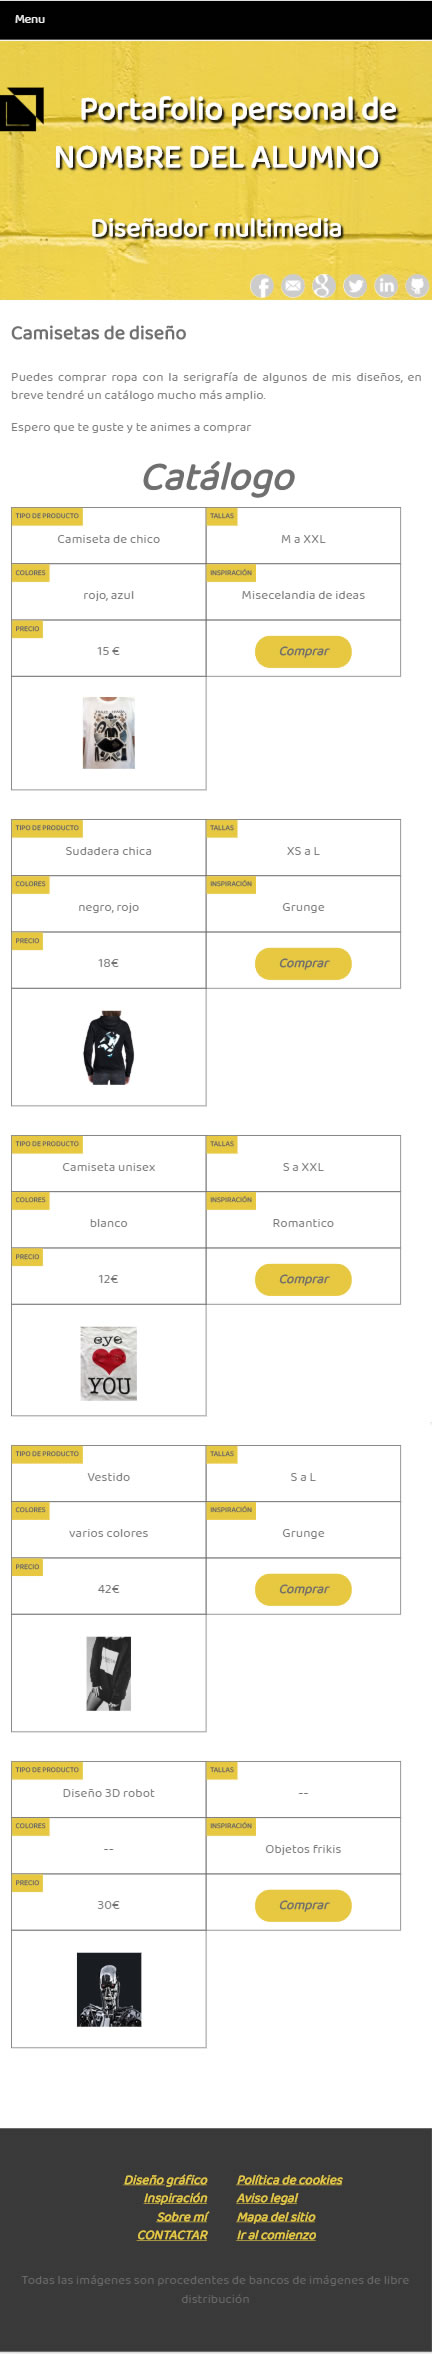 Menu
Portafolio personal de
NOMBRE DEL ALUMNO
Diseñador multimedia
Camisetas de diseño
Puedes comprar ropa con la serigrafía de algunos de mis diseños, en
breve tendré un catálogo mucho más amplio.
Espero que te guste y te animes a comprar
Catálogo
TIPO DE PRODUCTO
Camiseta de chico
TALLAS
M a XXL
COLORES
rojo, azul
INSPIRACIÓN
Misecelandia de ideas
PRECIO
15 €
Comprar
TIPO DE PRODUCTO
Sudadera chica
TALLAS
XS a L
COLORES
negro, rojo
INSPIRACIÓN
Grunge
PRECIO
18€
Comprar
TIPO DE PRODUCTO
Camiseta unisex
TALLAS
S a XXL
COLORES
blanco
INSPIRACIÓN
Romantico
PRECIO
12€
Comprar
eye
YOU
TIPO DE PRODUCTO
Vestido
TALLAS
S a L
COLORES
varios colores
INSPIRACIÓN
Grunge
PRECIO
42€
Comprar
TIPO DE PRODUCTO
Diseño 3D robot
TALLAS
--
COLORES
--
INSPIRACIÓN
Objetos frikis
PRECIO
30€
Comprar
Diseño gráfico
Inspiración
Sobre mí
CONTACTAR
Política de cookies
Aviso legal
Mapa del sitio
Ir al comienzo
Todas las imágenes son procedentes de bancos de imágenes de libre
distribución